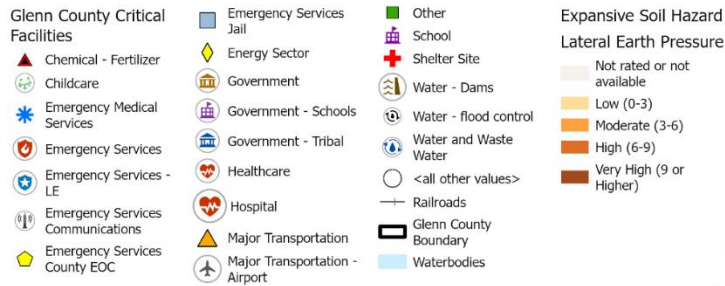 Glenn County Critical
Facilities
Chemical - Fertilizer
Childcare
Emergency Medical
Services
Emergency Services
Emergency Services -
LE
Emergency Services
Communications
Emergency Services
County EOC
Emergency Services
Jail
Energy Sector
Government
Government - Schools
Government - Tribal
Healthcare
Hospital
Major Transportation
Major Transportation -
Airport
Other
School
Shelter Site
Water - Dams
Water - flood control
Water and Waste
Water
<all other values>
Railroads
Glenn County
Boundary
Waterbodies
Expansive Soil Hazard
Lateral Earth Pressure
Not rated or not
available
Low (0-3)
Moderate (3-6)
High (6-9)
Very High (9 or
Higher)